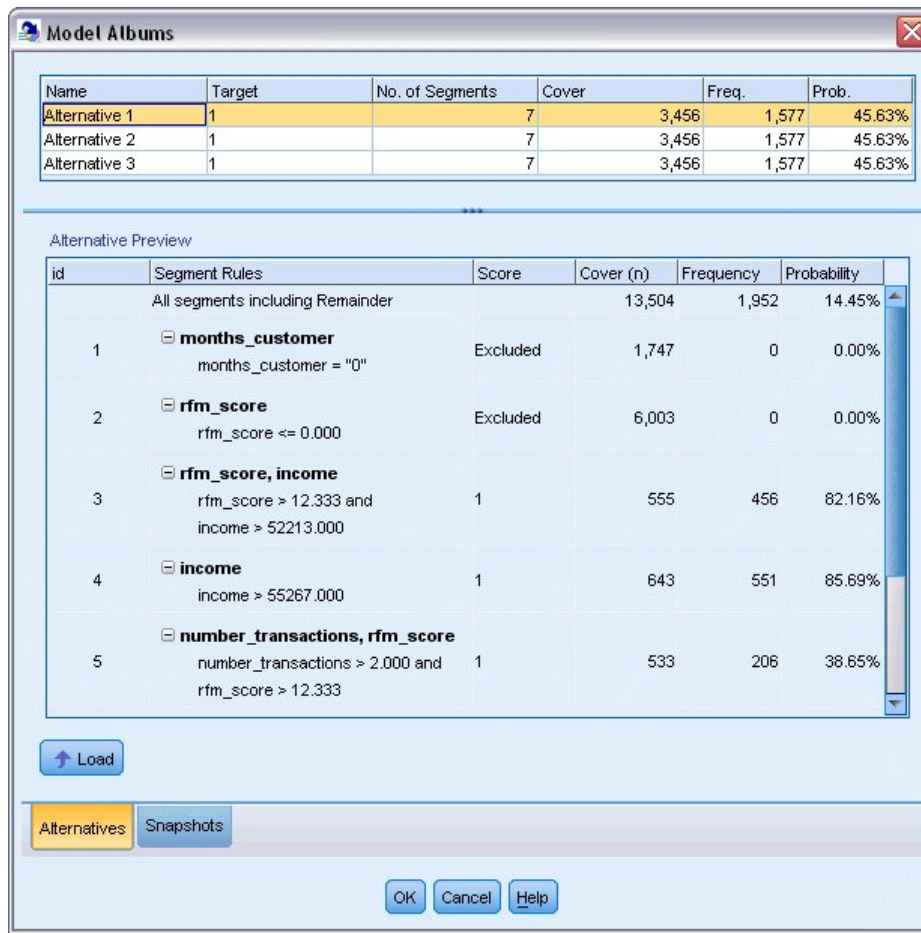 Model Albums
Name Target No. of Segments Cover Freq. Prob.
Alternative 1 1 7 3,456 1,577 45.63%
Alternative 2 1 7 3,456 1,577 45.63%
Alternative 3 1 7 3,456 1,577 45.63%
Alternative Preview
id Segment Rules Score Cover (n) Frequency Probability
All segments including Remainder 13,504 1,952 14.45%
months_customer
1 Excluded 1,747 0 0.00%
months_customer = "0"
rfm_score
2 Excluded 6,003 0 0.00%
rfm_score <= 0.000
rfm_score, income
3 rfm_score > 12.333 and 1 555 456 82.16%
income > 52213.000
income
4 1 643 551 85.69%
income > 55267.000
number_transactions, rfm_score
5 number_transactions > 2.000 and 1 533 206 38.65%
rfm_score > 12.333
Load
Alternatives Snapshots
OK Cancel Help